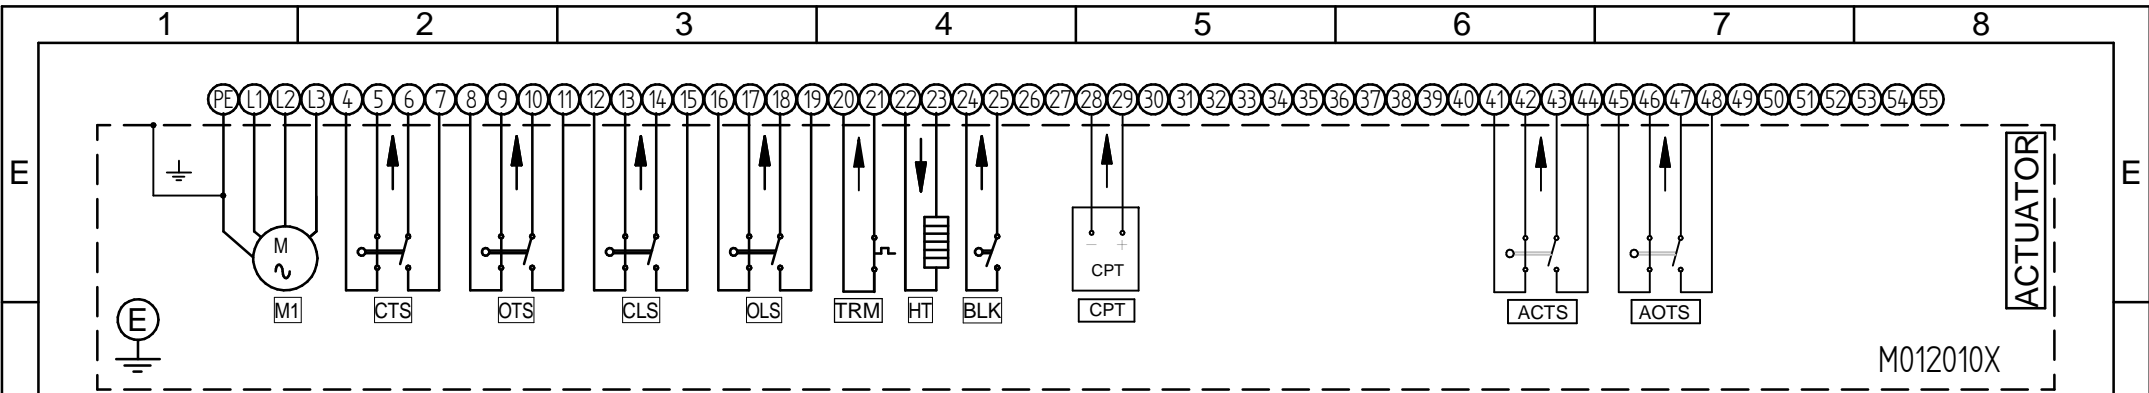 1 2 3 4 5 6 7 8
PE L1 L2 L3 4 5 6 7 8 9 10 11 12 13 14 15 16 17 18 19 20 21 22 23 24 25 26 27 28 29 30 31 32 33 34 35 36 37 38 39 40 41 42 43 44 45 46 47 48 49 50 51 52 53 54 55
E E
ACTUATOR
M
- +
CPT
M1 CTS OTS CLS OLS TRM HT BLK CPT ACTS AOTS
E
M012010X